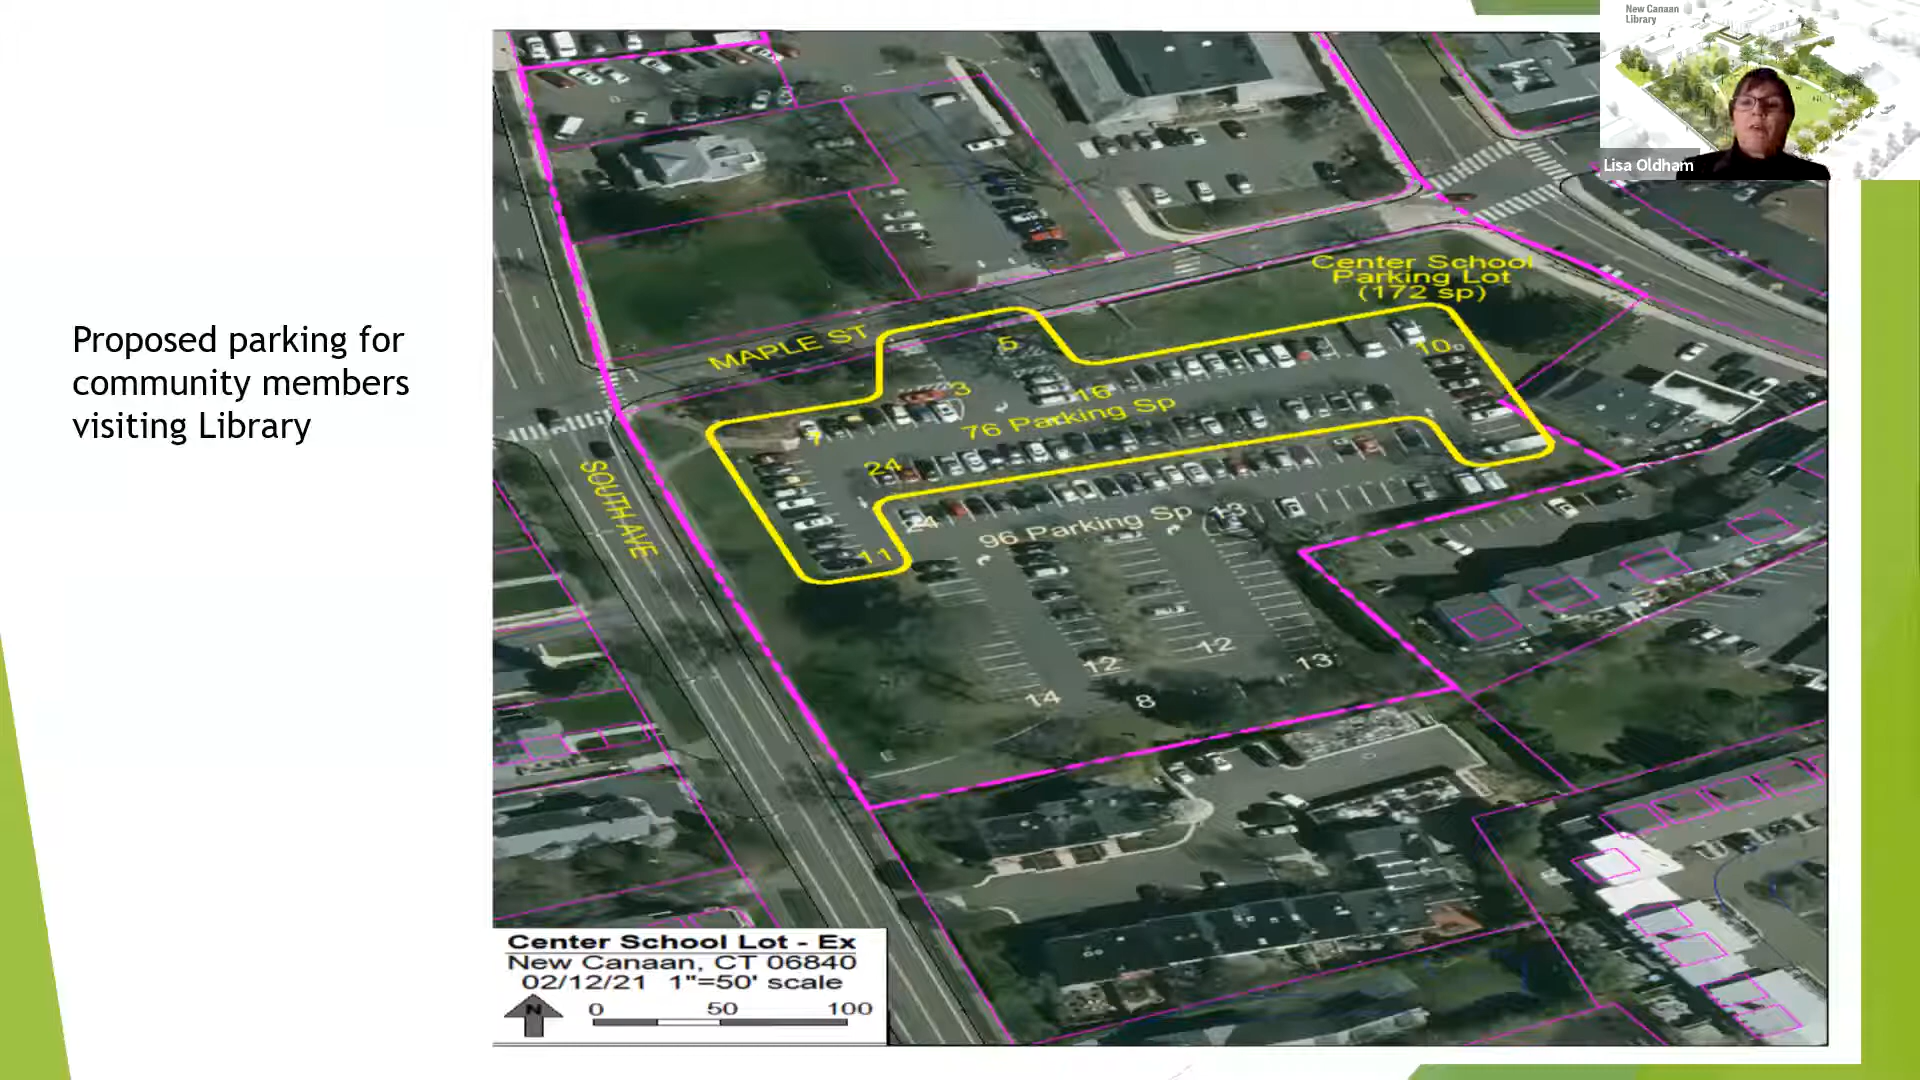 New Canaan
Library
Lisa Oldham
Proposed parking for
community members
visiting Library
Center School
Parking Lot
(172 sp)
MAPLE ST
5
10
3
16
76 Parking Sp
7
24
SOUTH AVE
24
96 Parking Sp
13
11
12
12
13
14
8
Center School Lot - Ex
New Canaan, CT 06840
02/12/21 1"=50' scale
N
0 50 100